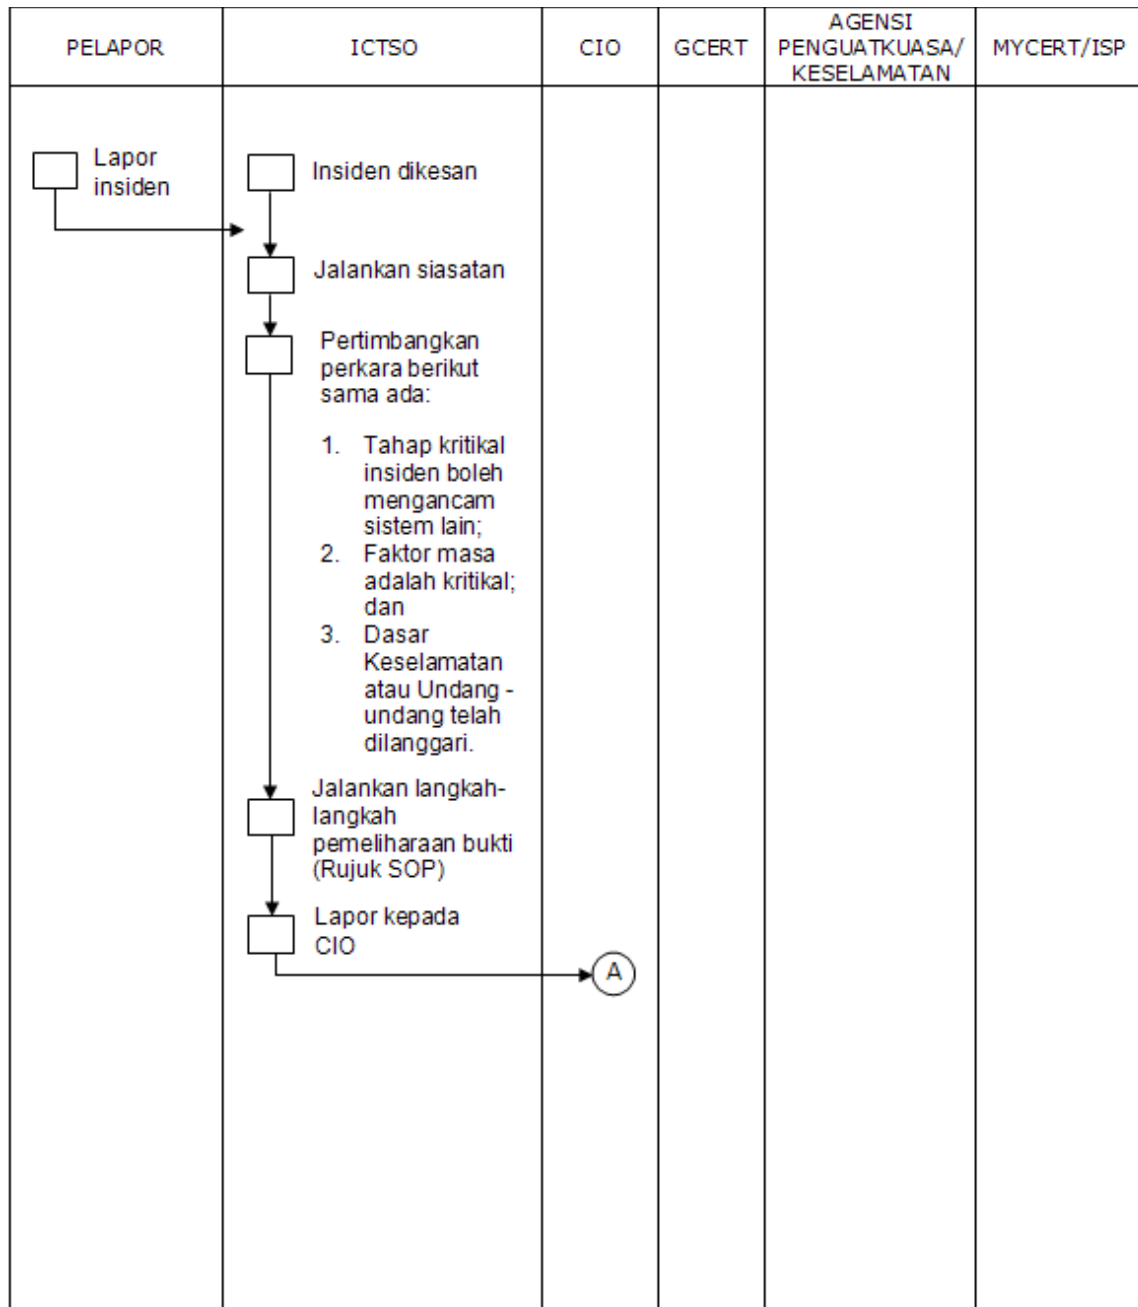 PELAPOR
ICTSO
CIO
GCERT
AGENSI
PENGUATKUASA/
KESELAMATAN
MYCERT/ISP
Lapor
insiden
Insiden dikesan
Jalankan siasatan
Pertimbangkan
perkara berikut
sama ada:
1. Tahap kritikal
insiden boleh
mengancam
sistem lain;
2. Faktor masa
adalah kritikal;
dan
3. Dasar
Keselamatan
atau Undang -
undang telah
dilanggari.
Jalankan langkah-
langkah
pemeliharaan bukti
(Rujuk SOP)
Lapor kepada
CIO
A